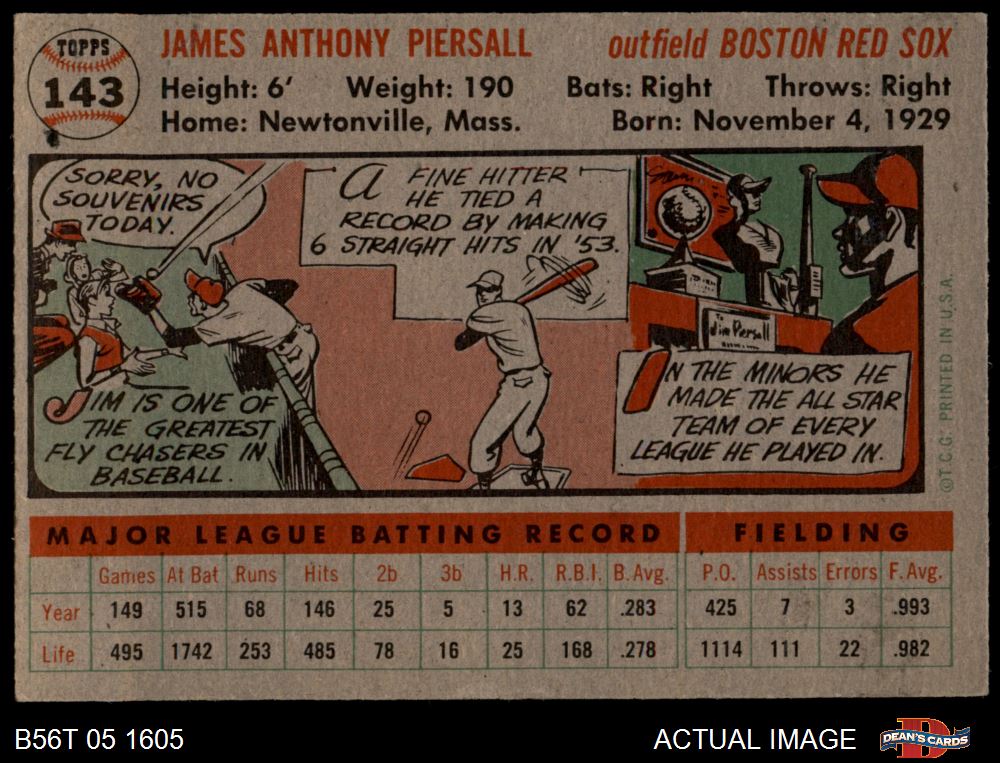 TOPPS
143
JAMES ANTHONY PIERSALL
outfield BOSTON RED SOX
Height: 6' Weight: 190 Bats: Right Throws: Right
Home: Newtonville, Mass. Born: November 4, 1929
SORRY, NO
SOUVENIRS
TODAY.
JIM IS ONE OF
THE GREATEST
FLY CHASERS IN
BASEBALL.
A FINE HITTER
HE TIED A
RECORD BY MAKING
6 STRAIGHT HITS IN '53.
To
Jim Piersall
IN THE MINORS HE
MADE THE ALL STAR
TEAM OF EVERY
LEAGUE HE PLAYED IN.
©T.C.G. PRINTED IN U.S.A.
MAJOR LEAGUE BATTING RECORD FIELDING
Games At Bat Runs Hits 2b 3b H.R. R.B.I. B. Avg. P.O. Assists Errors F. Avg.
Year 149 515 68 146 25 5 13 62 .283 425 7 3 .993
Life 495 1742 253 485 78 16 25 168 .278 1114 111 22 .982
B56T 05 1605
ACTUAL IMAGE
D
DEAN'S CARDS